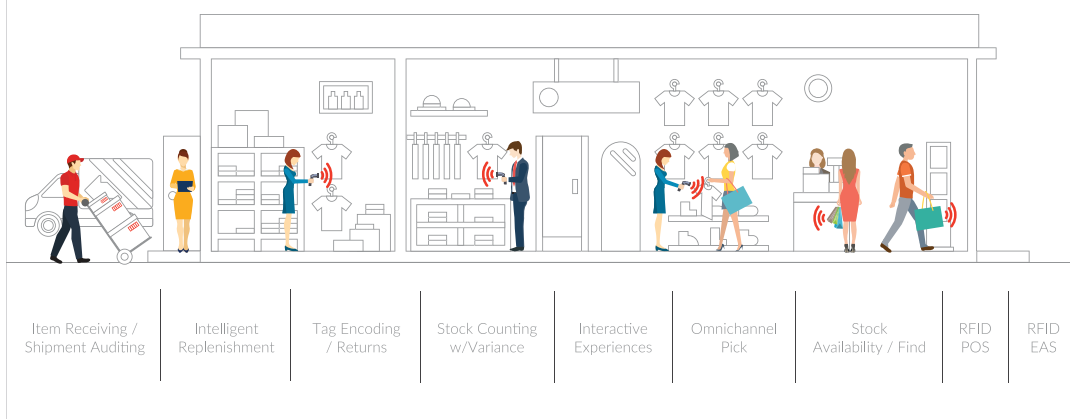 Item Receiving /
Shipment Auditing
Intelligent
Replenishment
Tag Encoding
/ Returns
Stock Counting
w/Variance
Interactive
Experiences
Omnichannel
Pick
Stock
Availability / Find
RFID
POS
RFID
EAS